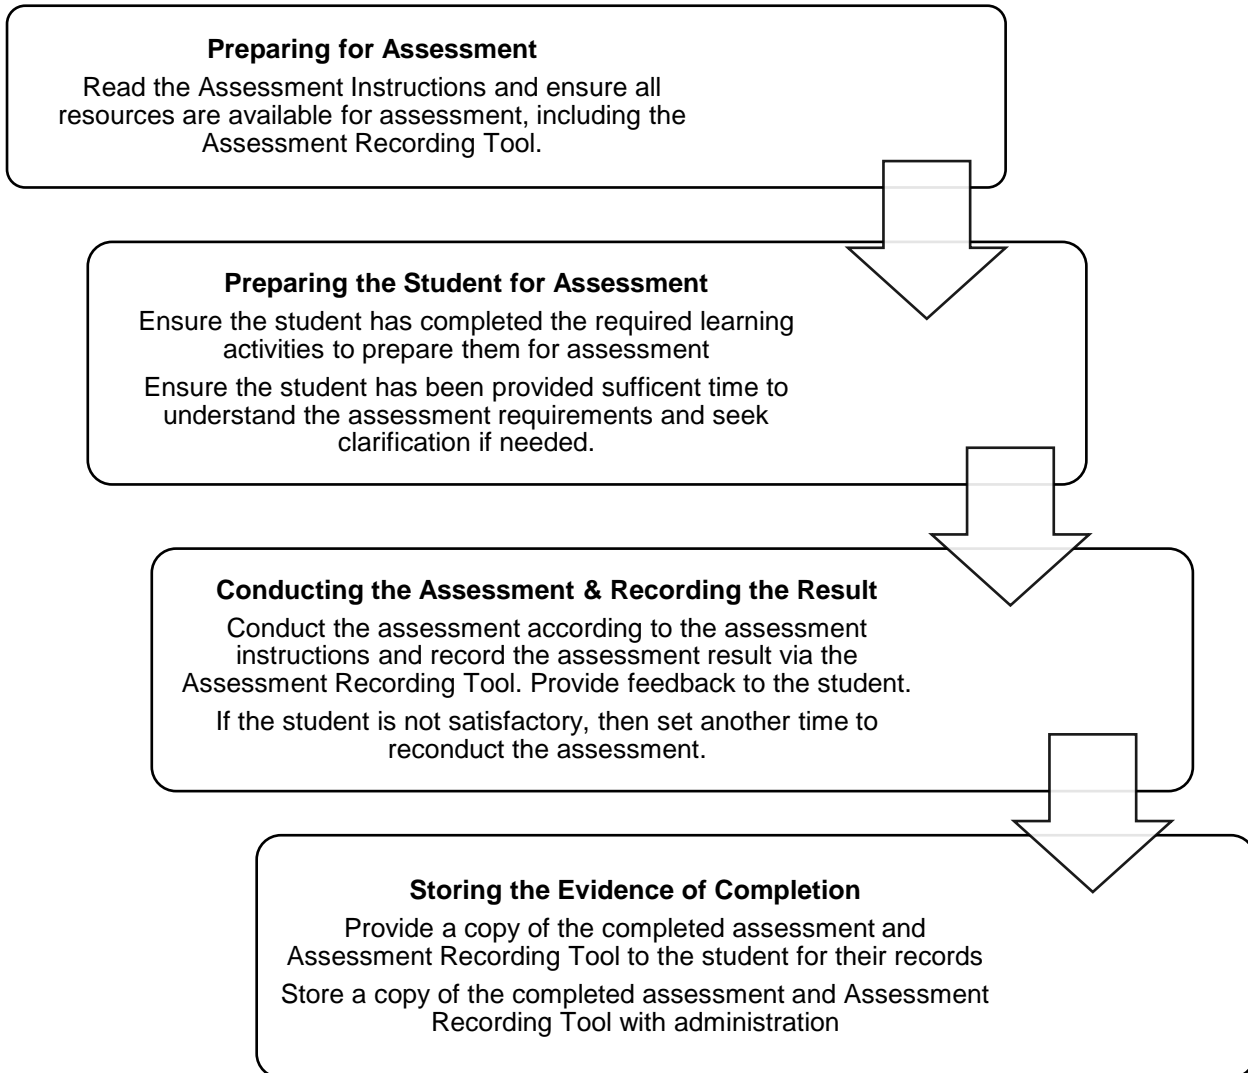 Preparing for Assessment
Read the Assessment Instructions and ensure all
resources are available for assessment, including the
Assessment Recording Tool.
Preparing the Student for Assessment
Ensure the student has completed the required learning
activities to prepare them for assessment
Ensure the student has been provided sufficent time to
understand the assessment requirements and seek
clarification if needed.
Conducting the Assessment & Recording the Result
Conduct the assessment according to the assessment
instructions and record the assessment result via the
Assessment Recording Tool. Provide feedback to the student.
If the student is not satisfactory, then set another time to
reconduct the assessment.
Storing the Evidence of Completion
Provide a copy of the completed assessment and
Assessment Recording Tool to the student for their records
Store a copy of the completed assessment and Assessment
Recording Tool with administration